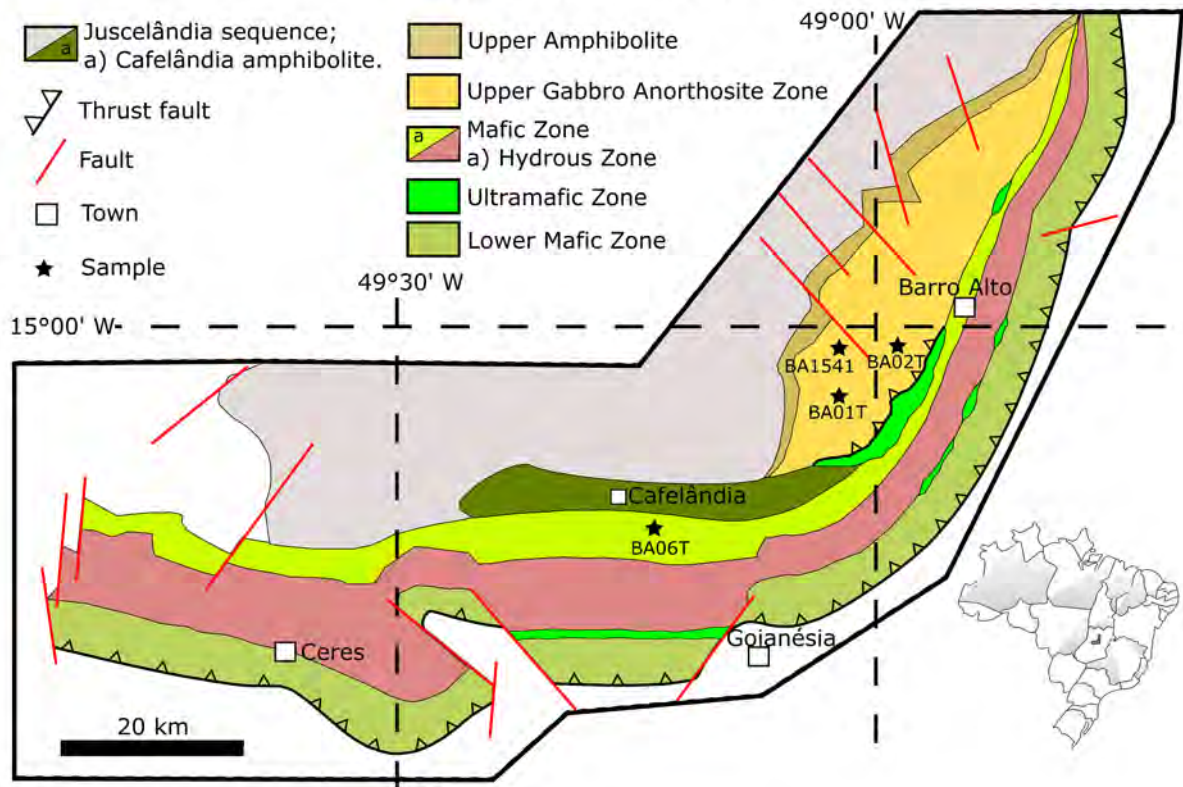 Juscelândia sequence;
a
a) Cafelândia amphibolite.
Thrust fault
Fault
Town
Sample
Upper Amphibolite
Upper Gabbro Anorthosite Zone
a
Mafic Zone
a) Hydrous Zone
Ultramafic Zone
Lower Mafic Zone
49°00' W
49°30' W
15°00' W
Barro Alto
BA1541
BA02T
BA01T
Cafelândia
BA06T
Goianésia
Ceres
20 km